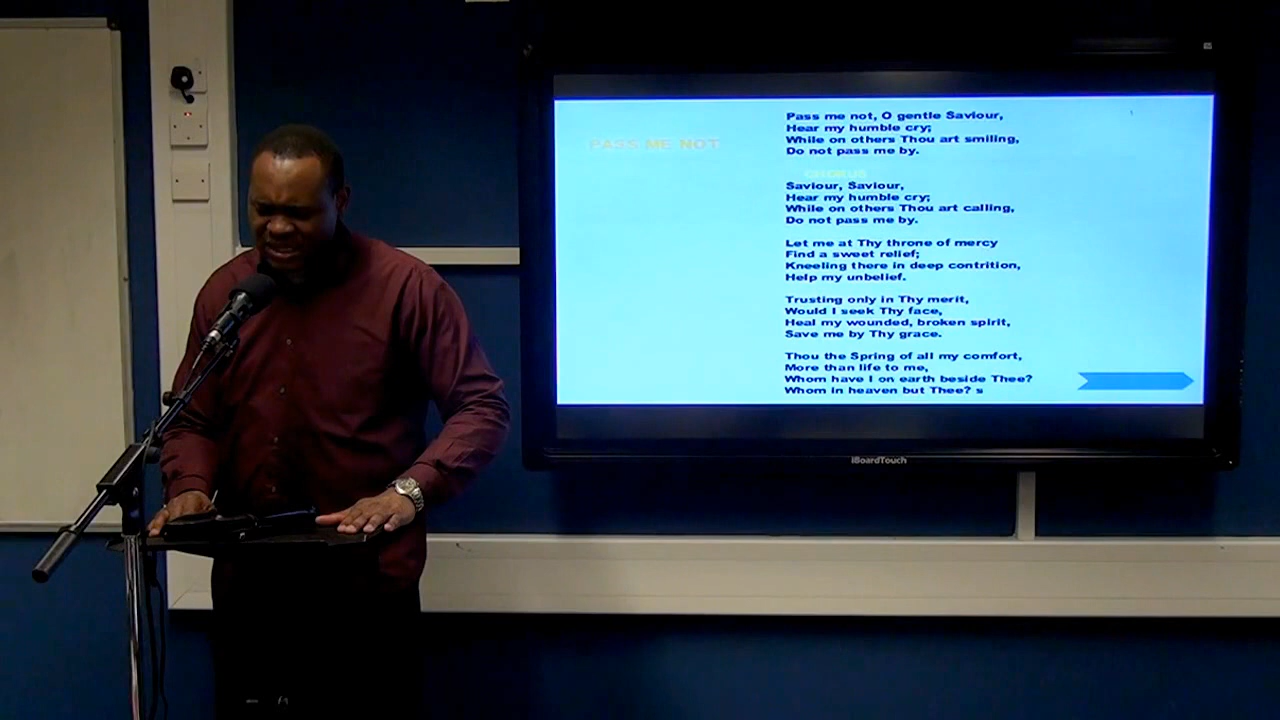 PASS ME NOT
Pass me not, O gentle Saviour,
Hear my humble cry;
While on others Thou art smiling,
Do not pass me by.
CHORUS
Saviour, Saviour,
Hear my humble cry;
While on others Thou art calling,
Do not pass me by.
Let me at Thy throne of mercy
Find a sweet relief;
Kneeling there in deep contrition,
Help my unbelief.
Trusting only in Thy merit,
Would I seek Thy face,
Heal my wounded, broken spirit,
Save me by Thy grace.
Thou the Spring of all my comfort,
More than life to me,
Whom have I on earth beside Thee?
Whom in heaven but Thee? s
iBoardTouch